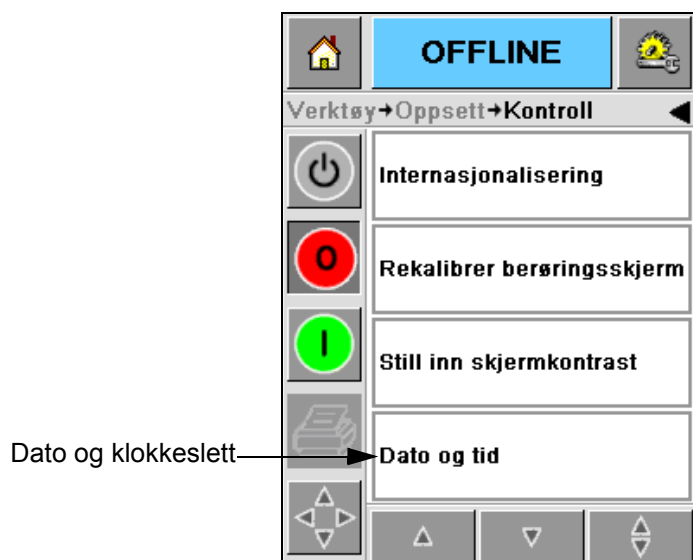 OFFLINE
Verktøy→Oppsett→Kontroll
Internasjonalisering
O
Rekalibrer berøringsskjerm
I
Still inn skjermkontrast
Dato og klokkeslett
Dato og tid